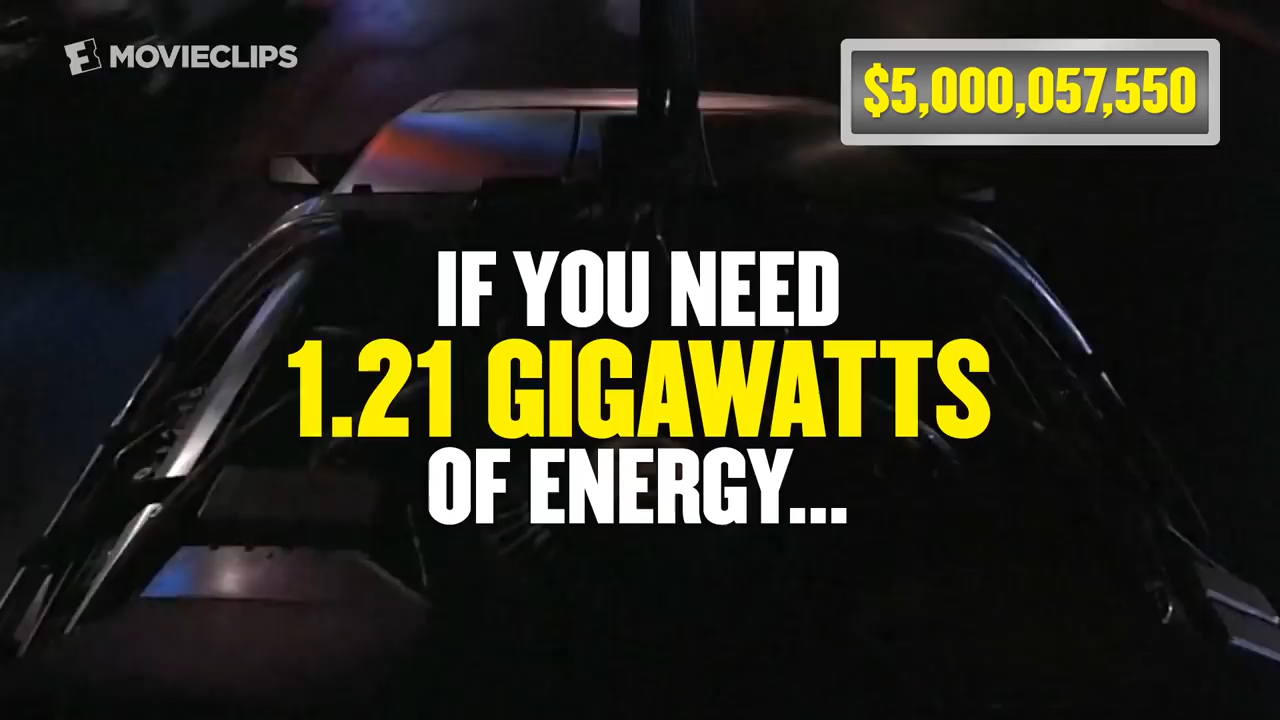 MOVIECLIPS
$5,000,057,550
IF YOU NEED
1.21 GIGAWATTS
OF ENERGY...